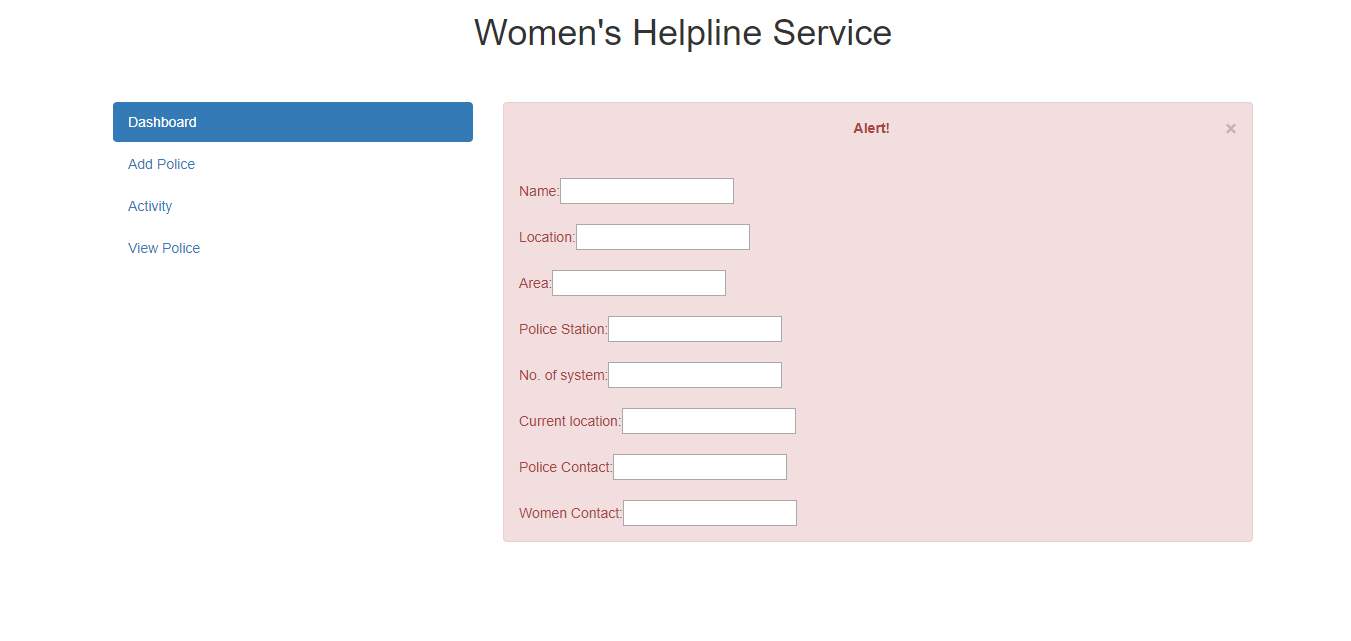 Women's Helpline Service
Dashboard
Add Police
Activity
View Police
Alert!
×
Name:
Location:
Area:
Police Station:
No. of system:
Current location:
Police Contact:
Women Contact: